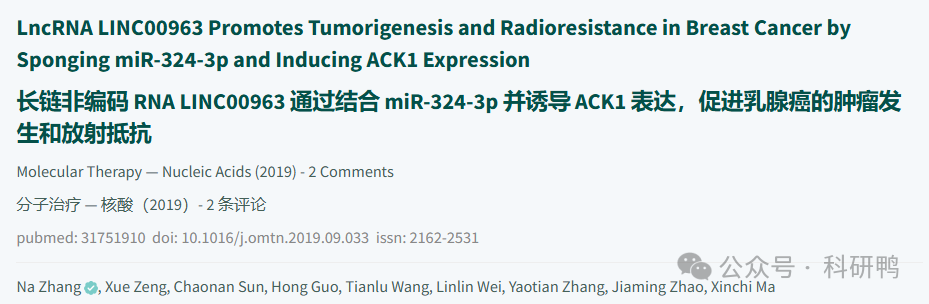 LncRNA LINC00963 Promotes Tumorigenesis and Radioresistance in Breast Cancer by
Sponging miR-324-3p and Inducing ACK1 Expression
长链非编码 RNA LINC00963 通过结合 miR-324-3p 并诱导 ACK1 表达，促进乳腺癌的肿瘤发
生和放射抵抗
Molecular Therapy — Nucleic Acids (2019) - 2 Comments
分子治疗 — 核酸（2019）- 2 条评论
pubmed: 31751910 doi: 10.1016/j.omtn.2019.09.033 issn: 2162-2531
公众号 · 科研鸭
Na Zhang, Xue Zeng, Chaonan Sun, Hong Guo, Tianlu Wang, Linlin Wei, Yaotian Zhang, Jiaming Zhao, Xinchi Ma